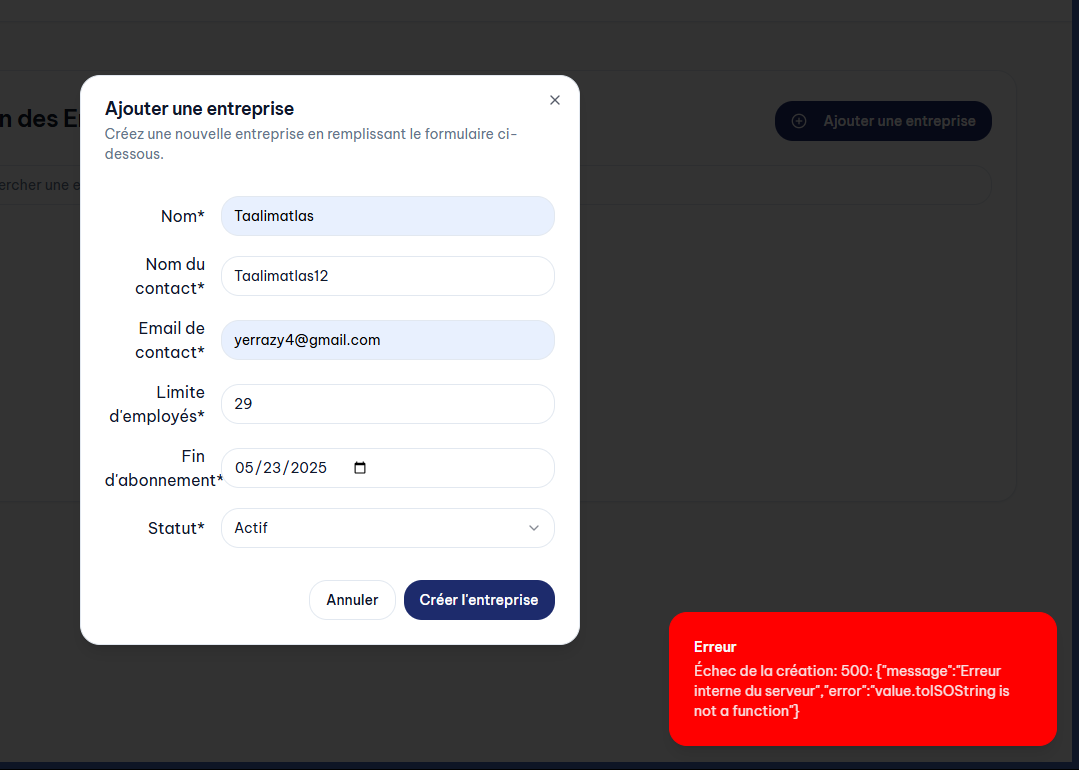 n des E
Ajouter une entreprise
ercher une e
Ajouter une entreprise
Créez une nouvelle entreprise en remplissant le formulaire ci-
dessous.
Nom*
Taalimatlas
Nom du
contact*
Taalimatlas12
Email de
contact*
yerrazy4@gmail.com
Limite
d'employés*
29
Fin
d'abonnement*
05/23/2025
Statut*
Actif
Annuler
Créer l'entreprise
Erreur
Échec de la création: 500: {"message":"Erreur
interne du serveur","error":"value.toISOString is
not a function"}